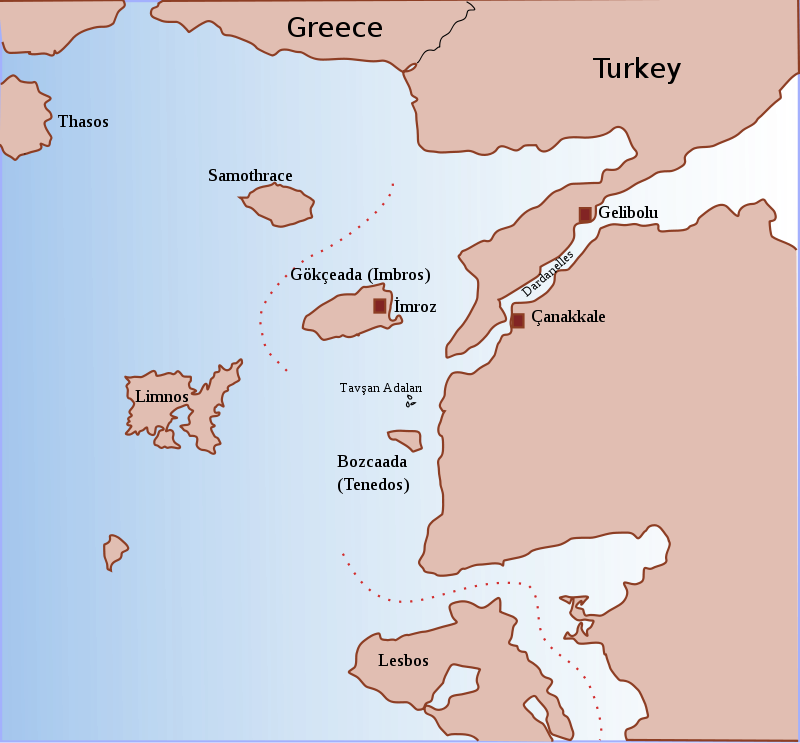 Greece
Turkey
Thasos
Samothrace
Gelibolu
Dardanelles
Gökçeada (Imbros)
İmroz
Çanakkale
Tavşan Adaları
Limnos
Bozcaada
(Tenedos)
Lesbos